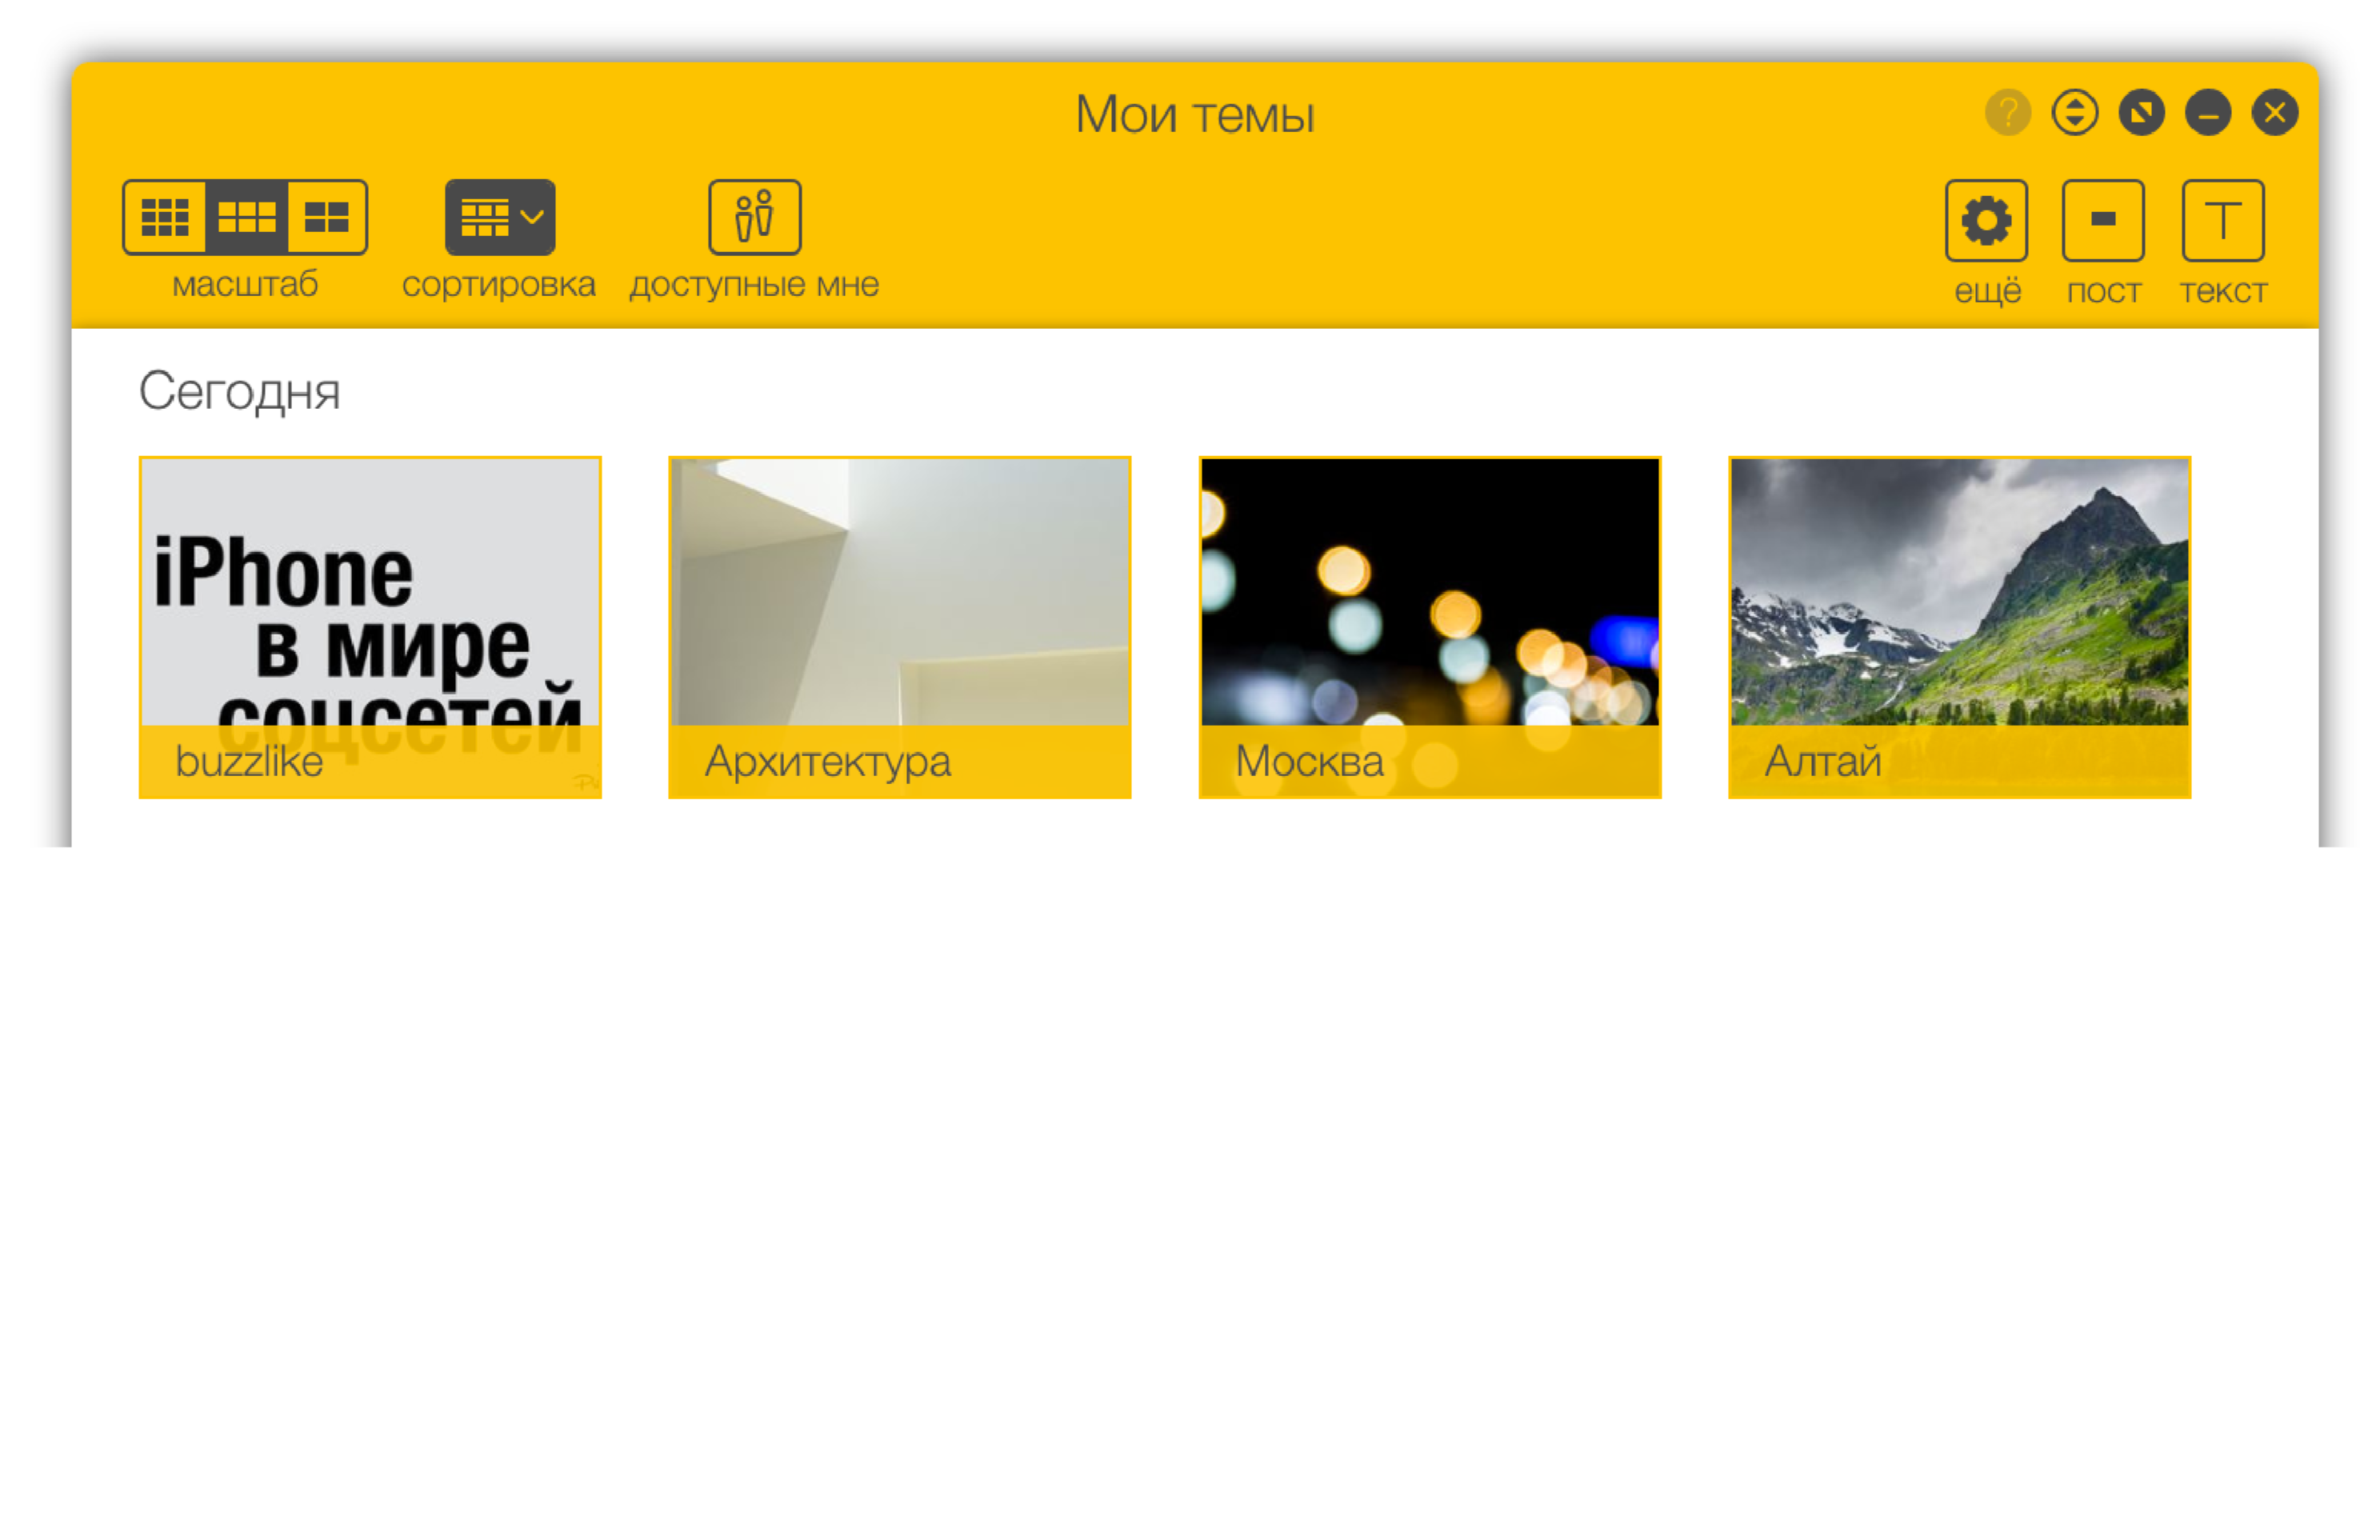 Мои темы
?
масштаб
сортировка
доступные мне
ещё
пост
текст
Сегодня
iPhone
в мире
соцсетей
buzzlike
Архитектура
Москва
Алтай